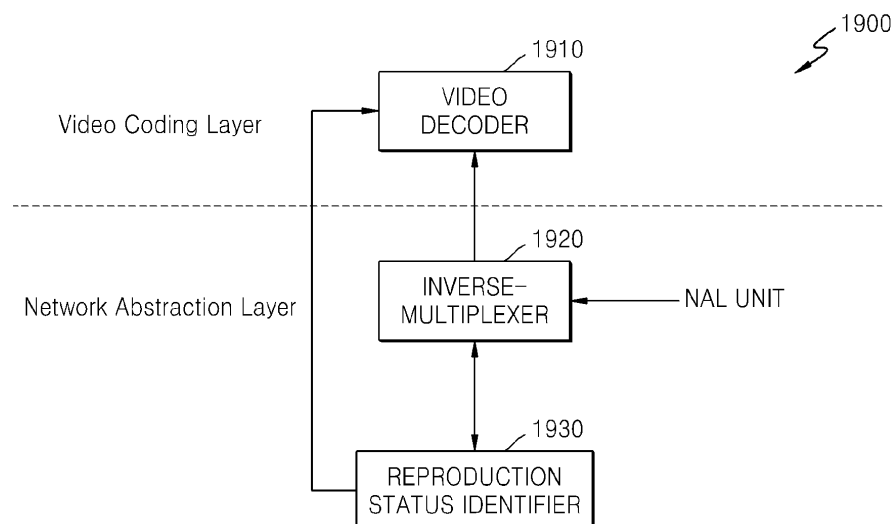 1900
1910
VIDEO
DECODER
Video Coding Layer
1920
INVERSE-
MULTIPLEXER
NAL UNIT
Network Abstraction Layer
1930
REPRODUCTION
STATUS IDENTIFIER